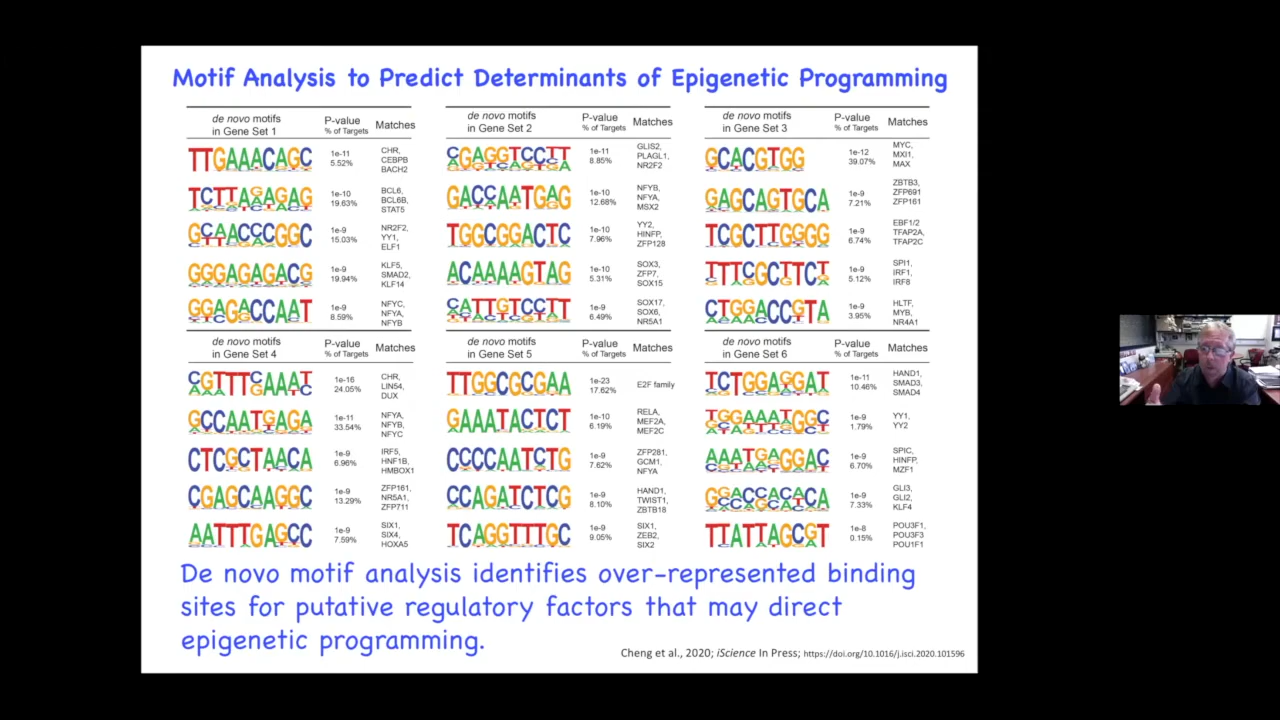 Motif Analysis to Predict Determinants of Epigenetic Programming
de novo motifs in Gene Set 1 P-value % of Targets Matches
TTGAAACAGC 1e-11 5.52% CHR, CEBPB BACH2
TCTTAGAGAG 1e-10 19.63% BCL6, BCL6B, STAT5
GCAACCCGGC 1e-9 15.03% NR2F2, YY1, ELF1
GGGAGAGACG 1e-9 19.94% KLF5, SMAD2, KLF14
GGAGACCAAT 1e-9 8.59% NFYC, NFYA, NFYB
de novo motifs in Gene Set 2 P-value % of Targets Matches
CGAGGTCCTT 1e-11 8.85% GLIS2, PLAGL1, NR2F2
GACCAATGAG 1e-10 12.68% NFYB, NFYA, MSX2
TGGCGGACTC 1e-10 7.96% YY2, HINFP, ZFP128
ACAAAAGTAG 1e-10 5.31% SOX3, ZFP7, SOX15
CATTGTCCTT 1e-9 6.49% SOX17, SOX6, NR5A1
de novo motifs in Gene Set 3 P-value % of Targets Matches
GCACGTGG 1e-12 39.07% MYC, MXI1, MAX
GAGCAGTGCA 1e-9 7.21% ZBTB3, ZFP691 ZFP161
TCGCTTGGGG 1e-9 6.74% EBF1/2 TFAP2A, TFAP2C
TTTCGCTTCT 1e-9 5.12% SPI1, IRF1, IRF8
CTGGACCGTA 1e-9 3.95% HLTF, MYB, NR4A1
de novo motifs in Gene Set 4 P-value % of Targets Matches
CGTTTCAAAT 1e-16 24.05% CHR, LIN54, DUX
GCCAATGAGA 1e-11 33.54% NFYA, NFYB, NFYC
CTCGCTAACA 1e-9 6.96% IRF5, HNF1B, HMBOX1
CGAGCAAGGC 1e-9 13.29% ZFP161, NR5A1, ZFP711
AATTTGAGCC 1e-9 7.59% SIX1, SIX4, HOXA5
de novo motifs in Gene Set 5 P-value % of Targets Matches
TTGGCGCGAA 1e-23 17.62% E2F family
GAAATACTCT 1e-10 6.19% RELA, MEF2A, MEF2C
CCCCAATCTG 1e-9 7.62% ZFP281, GCM1, NFYA
CCAGATCTCG 1e-9 8.10% HAND1, TWIST1, ZBTB18
TCAGGTTTGC 1e-9 9.05% SIX1, ZEB2, SIX2
de novo motifs in Gene Set 6 P-value % of Targets Matches
TCTGGAGGAT 1e-11 10.46% HAND1, SMAD3, SMAD4
TGGAAATGGC 1e-9 1.79% YY1, YY2
AAATGAGGAC 1e-9 6.70% SPIC, HINFP, MZF1
GGACCACACA 1e-9 7.33% GLI3, GLI2, KLF4
TTATTAGCGT 1e-8 0.15% POU3F1, POU3F3 POU1F1
De novo motif analysis identifies over-represented binding
sites for putative regulatory factors that may direct
epigenetic programming.
Cheng et al., 2020; iScience In Press; https://doi.org/10.1016/j.isci.2020.101596